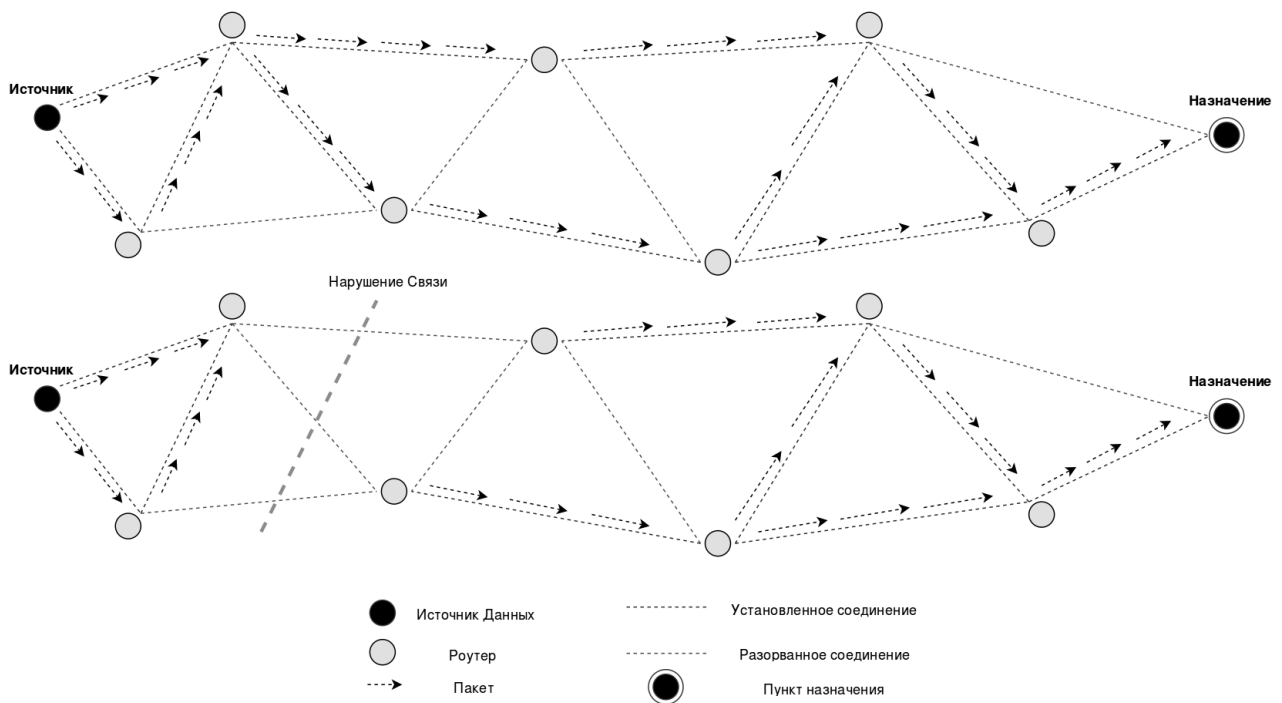 Источник
Назначение
Нарушение Связи
Источник
Назначение
Источник Данных
Установленное соединение
Роутер
Разорванное соединение
Пакет
Пункт назначения